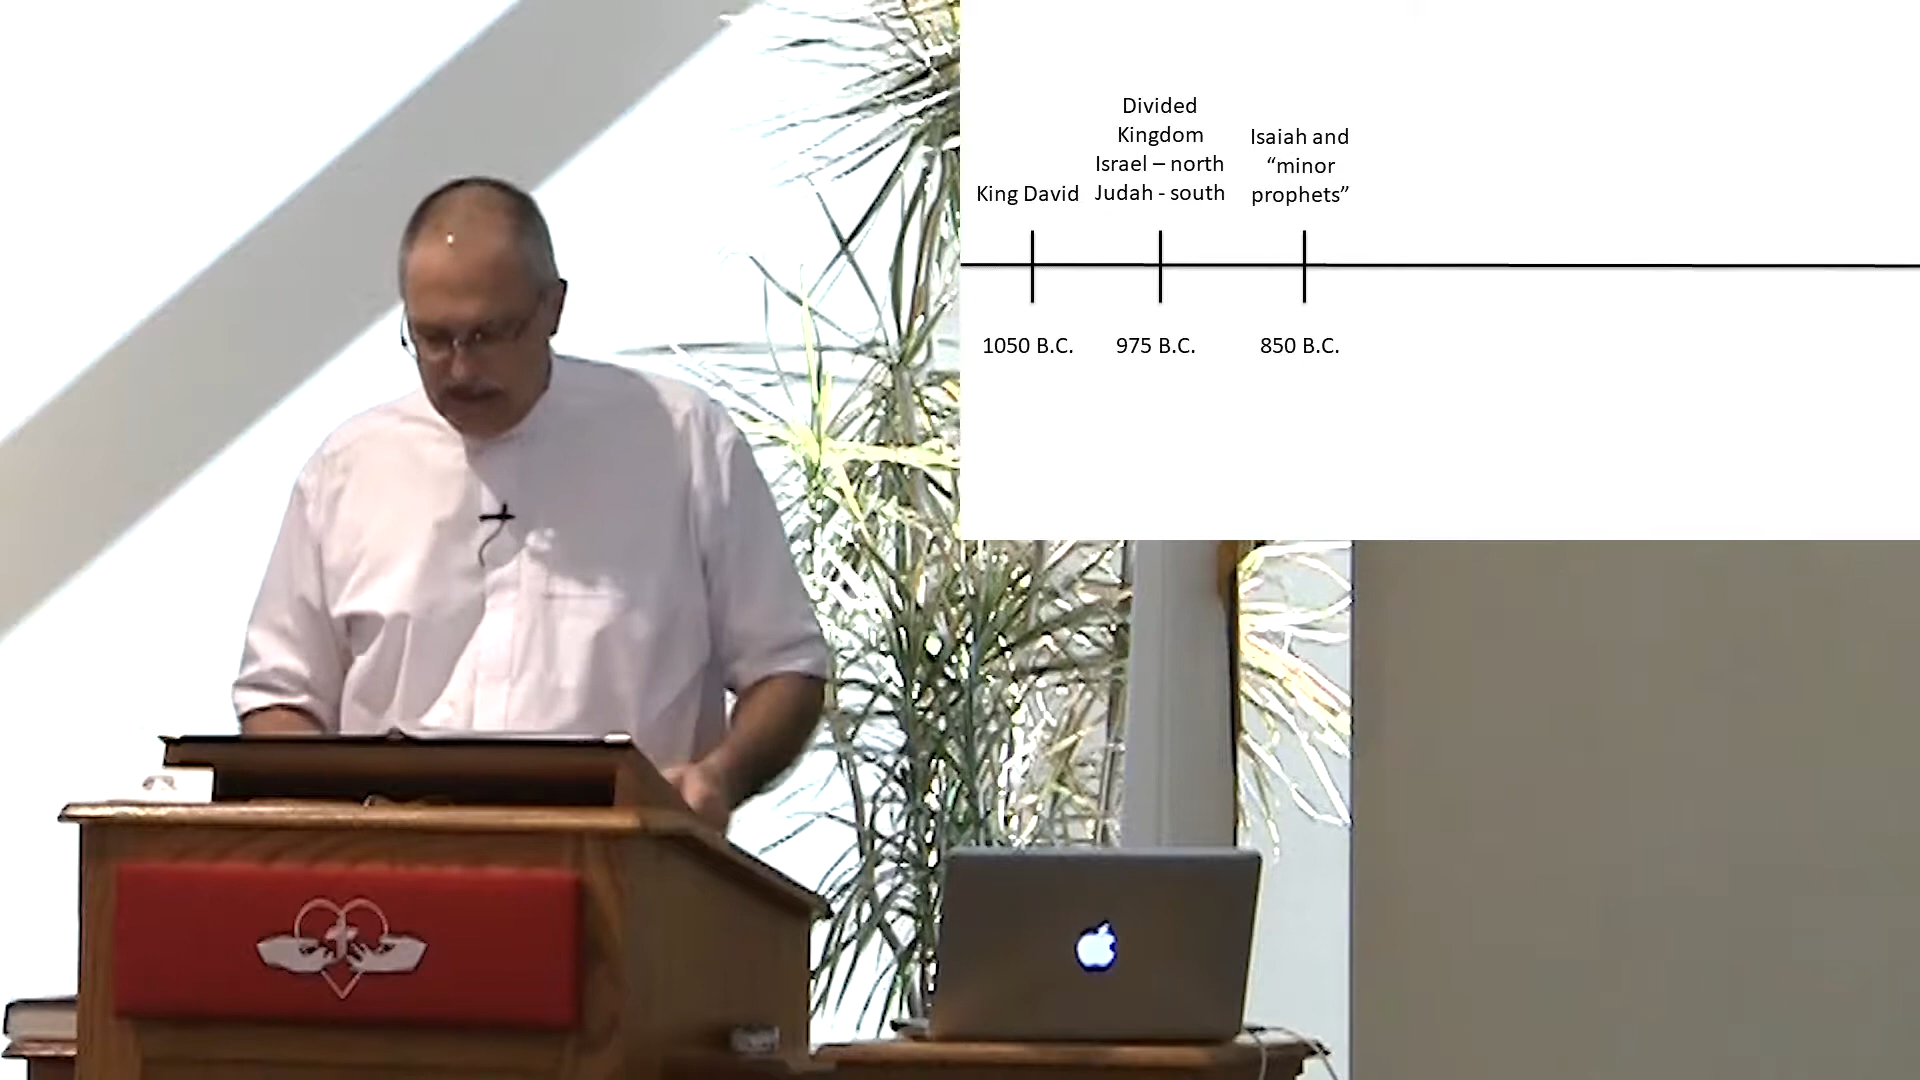 Divided
Kingdom
Israel – north
Judah - south
Isaiah and
“minor
prophets”
King David
1050 B.C.
975 B.C.
850 B.C.